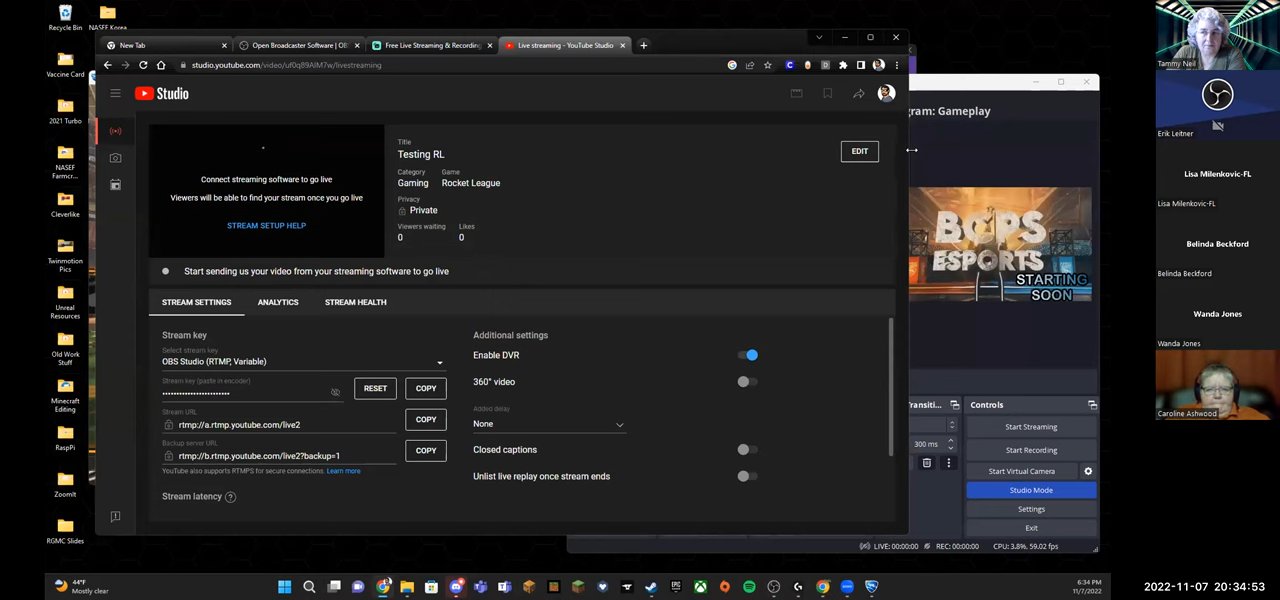 Recycle Bin
NASEF Korea
Vaccine Card
2021 Turbo
NASEF Farmcr...
Cleverlike
Twinmotion Pics
Unreal Resources
Old Work Stuff
Minecraft Editing
RaspPi
ZoomIt
RGMC Slides
New Tab
Open Broadcaster Software | OB
Free Live Streaming & Recording
Live streaming - YouTube Studio
studio.youtube.com/video/uf0q89AlM7w/livestreaming
Studio
Connect streaming software to go live
Viewers will be able to find your stream once you go live
STREAM SETUP HELP
Title
Testing RL
Category Game
Gaming Rocket League
Privacy
Private
Viewers waiting Likes
0 0
EDIT
Start sending us your video from your streaming software to go live
STREAM SETTINGS ANALYTICS STREAM HEALTH
Stream key
Select stream key
OBS Studio (RTMP, Variable)
Stream key (paste in encoder)
RESET COPY
Stream URL
rtmp://a.rtmp.youtube.com/live2
COPY
Backup server URL
rtmp://b.rtmp.youtube.com/live2?backup=1
COPY
YouTube also supports RTMPS for secure connections. Learn more
Stream latency
Additional settings
Enable DVR
360° video
Added delay
None
Closed captions
Unlist live replay once stream ends
gram: Gameplay
BCPS
ESPORTS
STARTING
SOON
Transiti...
300 ms
Controls
Start Streaming
Start Recording
Start Virtual Camera
Studio Mode
Settings
Exit
LIVE: 00:00:00 REC: 00:00:00 CPU: 3.8%, 59.02 fps
44°F
Mostly clear
6:34 PM
11/7/2022
Tammy Neil
Erik Leitner
Lisa Milenkovic-FL
Lisa Milenkovic-FL
Belinda Beckford
Belinda Beckford
Wanda Jones
Wanda Jones
Caroline Ashwood
2022-11-07 20:34:53